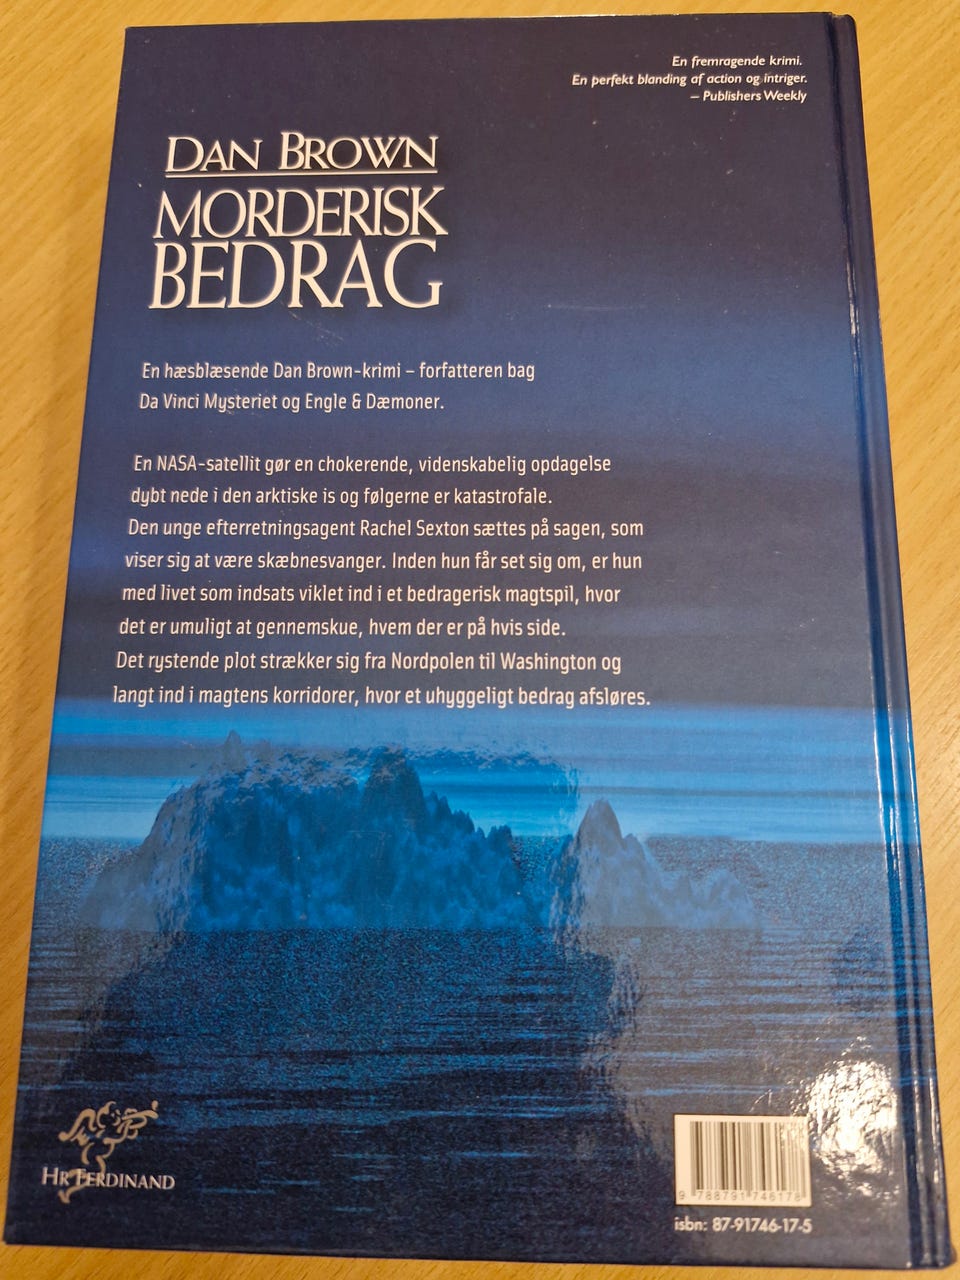 En fremragende krimi.
En perfekt blanding af action og intriger.
– Publishers Weekly
DAN BROWN
MORDERISK
BEDRAG
En hæsblæsende Dan Brown-krimi – forfatteren bag
Da Vinci Mysteriet og Engle & Dæmoner.
En NASA-satellit gør en chokerende, videnskabelig opdagelse
dybt nede i den arktiske is og følgerne er katastrofale.
Den unge efterretningsagent Rachel Sexton sættes på sagen, som
viser sig at være skæbnesvanger. Inden hun får set sig om, er hun
med livet som indsats viklet ind i et bedragerisk magtspil, hvor
det er umuligt at gennemskue, hvem der er på hvis side.
Det rystende plot strækker sig fra Nordpolen til Washington og
langt ind i magtens korridorer, hvor et uhyggeligt bedrag afsløres.
HR FERDINAND
9 788791 746178
isbn: 87-91746-17-5